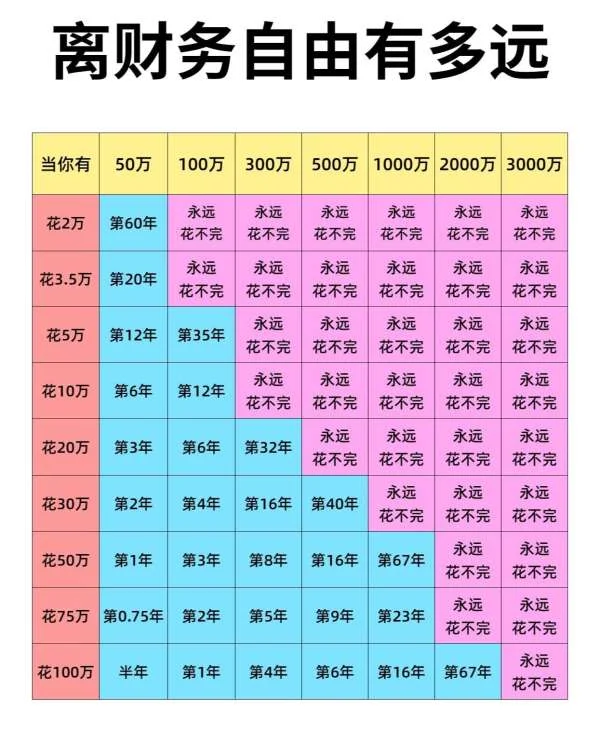 离财务自由有多远
当你有 50万 100万 300万 500万 1000万 2000万 3000万
花2万 第60年 永远花不完 永远花不完 永远花不完 永远花不完 永远花不完 永远花不完
花3.5万 第20年 永远花不完 永远花不完 永远花不完 永远花不完 永远花不完 永远花不完
花5万 第12年 第35年 永远花不完 永远花不完 永远花不完 永远花不完 永远花不完
花10万 第6年 第12年 永远花不完 永远花不完 永远花不完 永远花不完 永远花不完
花20万 第3年 第6年 第32年 永远花不完 永远花不完 永远花不完 永远花不完
花30万 第2年 第4年 第16年 第40年 永远花不完 永远花不完 永远花不完
花50万 第1年 第3年 第8年 第16年 第67年 永远花不完 永远花不完
花75万 第0.75年 第2年 第5年 第9年 第23年 永远花不完 永远花不完
花100万 半年 第1年 第4年 第6年 第16年 第67年 永远花不完